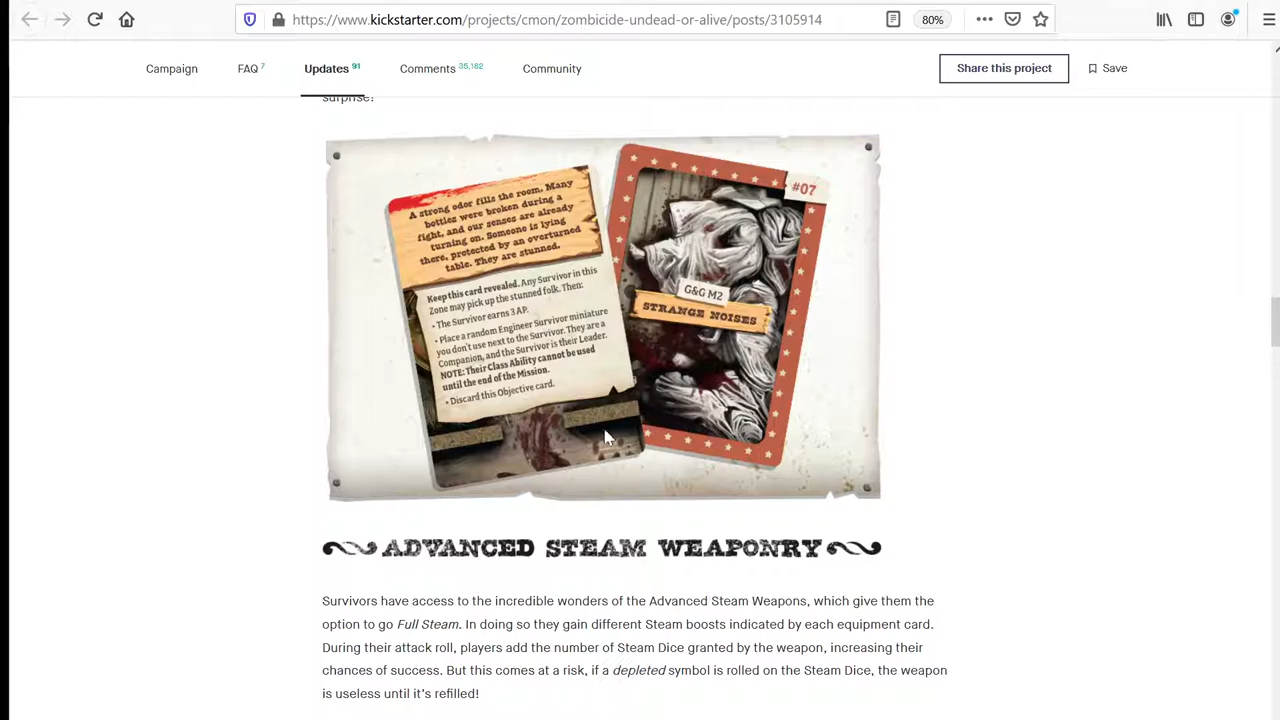 https://www.kickstarter.com/projects/cmon/zombicide-undead-or-alive/posts/3105914
80%
Campaign
FAQ 7
Updates 91
Comments 35,182
Community
Share this project
Save
surprise!
A strong odor fills the room. Many
bottles were broken during a
fight, and our senses are already
turning on. Someone is lying
there, protected by an overturned
table. They are stunned.
Keep this card revealed. Any Survivor in this
Zone may pick up the stunned folk. Then:
• The Survivor earns 3 AP.
• Place a random Engineer Survivor miniature
you don't use next to the Survivor. They are a
Companion, and the Survivor is their Leader.
NOTE: Their Class Ability cannot be used
until the end of the Mission.
• Discard this Objective card.
#07
G&G M2
STRANGE NOISES
ADVANCED STEAM WEAPONRY
Survivors have access to the incredible wonders of the Advanced Steam Weapons, which give them the
option to go Full Steam. In doing so they gain different Steam boosts indicated by each equipment card.
During their attack roll, players add the number of Steam Dice granted by the weapon, increasing their
chances of success. But this comes at a risk, if a depleted symbol is rolled on the Steam Dice, the weapon
is useless until it's refilled!